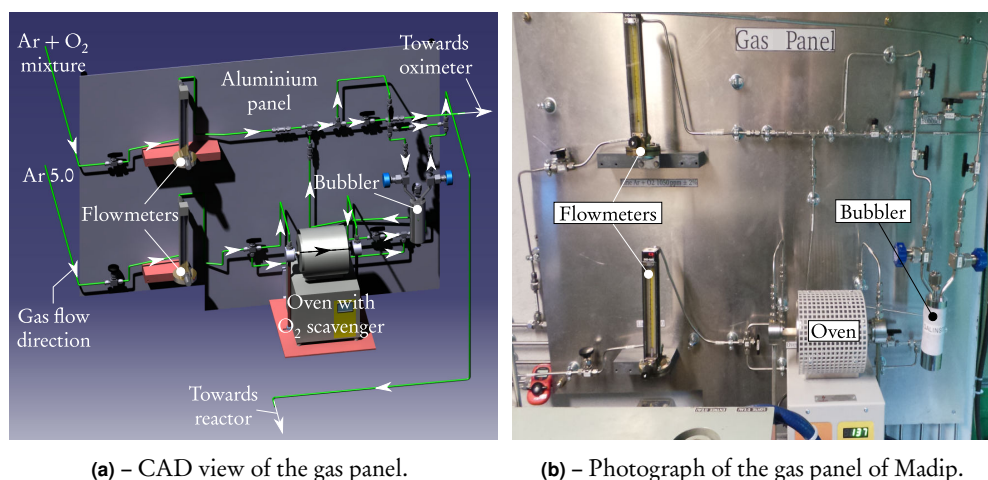 Ar + O₂
mixture
Towards
oximeter
Aluminium
panel
Ar 5.0
Bubbler
Flowmeters
Oven with
O₂ scavenger
Gas flow
direction
Towards
reactor
Gas Panel
Flowmeters
Bubbler
Oven
137
(a) – CAD view of the gas panel.
(b) – Photograph of the gas panel of Madip.